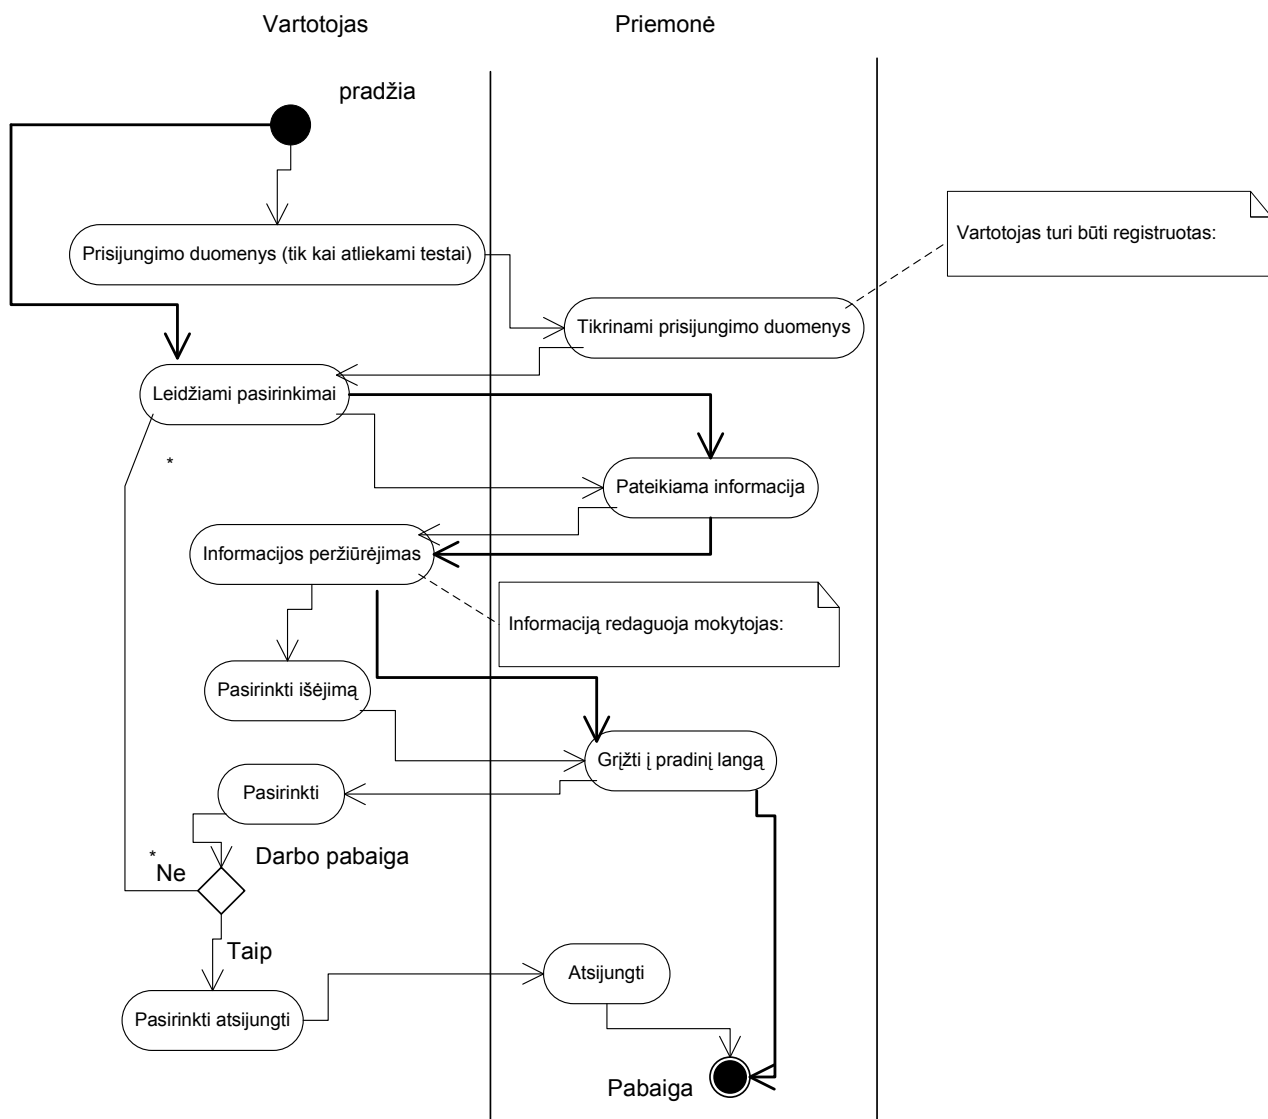 Vartotojas
Priemonė
pradžia
Vartotojas turi būti registruotas:
Prisijungimo duomenys (tik kai atliekami testai)
Tikrinami prisijungimo duomenys
Leidžiami pasirinkimai
*
Pateikiama informacija
Informacijos peržiūrėjimas
Informaciją redaguoja mokytojas:
Pasirinkti išėjimą
Grįžti į pradinį langą
Pasirinkti
Darbo pabaiga
*
Ne
Taip
Atsijungti
Pasirinkti atsijungti
Pabaiga